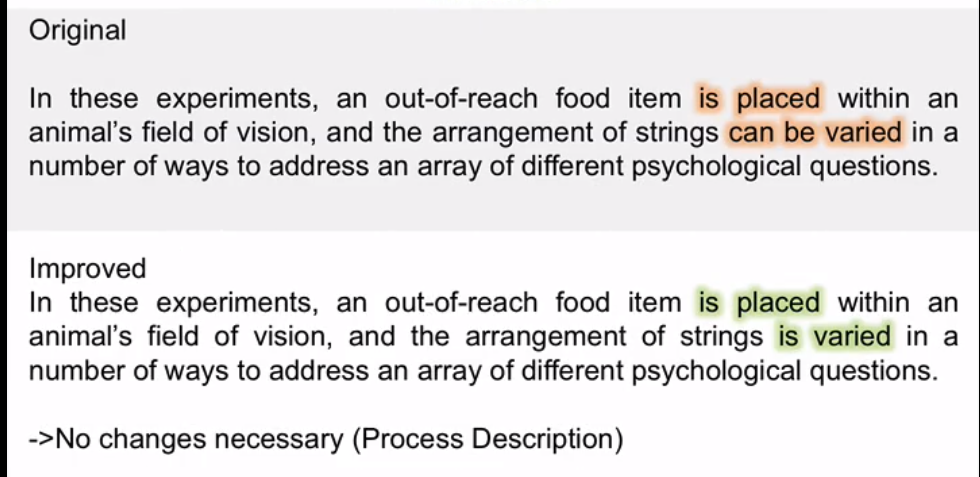 Original
In these experiments, an out-of-reach food item is placed within an
animal's field of vision, and the arrangement of strings can be varied in a
number of ways to address an array of different psychological questions.
Improved
In these experiments, an out-of-reach food item is placed within an
animal's field of vision, and the arrangement of strings is varied in a
number of ways to address an array of different psychological questions.
->No changes necessary (Process Description)